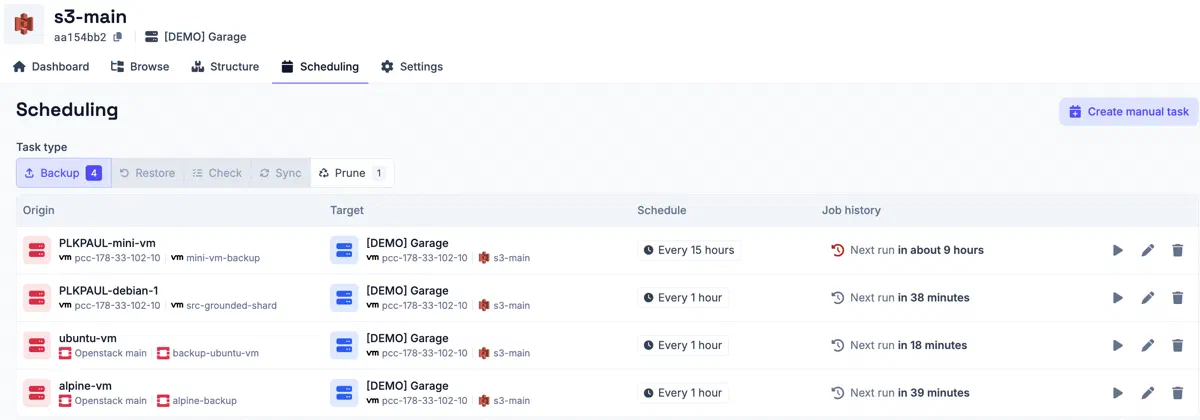 s3-main
aa154bb2 [DEMO] Garage
Dashboard Browse Structure Scheduling Settings
Scheduling
Create manual task
Task type
Backup 4 Restore Check Sync Prune 1
Origin Target Schedule Job history
PLKPAUL-mini-vm [DEMO] Garage
vm pcc-178-33-102-10 vm mini-vm-backup vm pcc-178-33-102-10 s3-main
Every 15 hours Next run in about 9 hours
PLKPAUL-debian-1 [DEMO] Garage
vm pcc-178-33-102-10 vm src-grounded-shard vm pcc-178-33-102-10 s3-main
Every 1 hour Next run in 38 minutes
ubuntu-vm [DEMO] Garage
Openstack main backup-ubuntu-vm vm pcc-178-33-102-10 s3-main
Every 1 hour Next run in 18 minutes
alpine-vm [DEMO] Garage
Openstack main alpine-backup vm pcc-178-33-102-10 s3-main
Every 1 hour Next run in 39 minutes